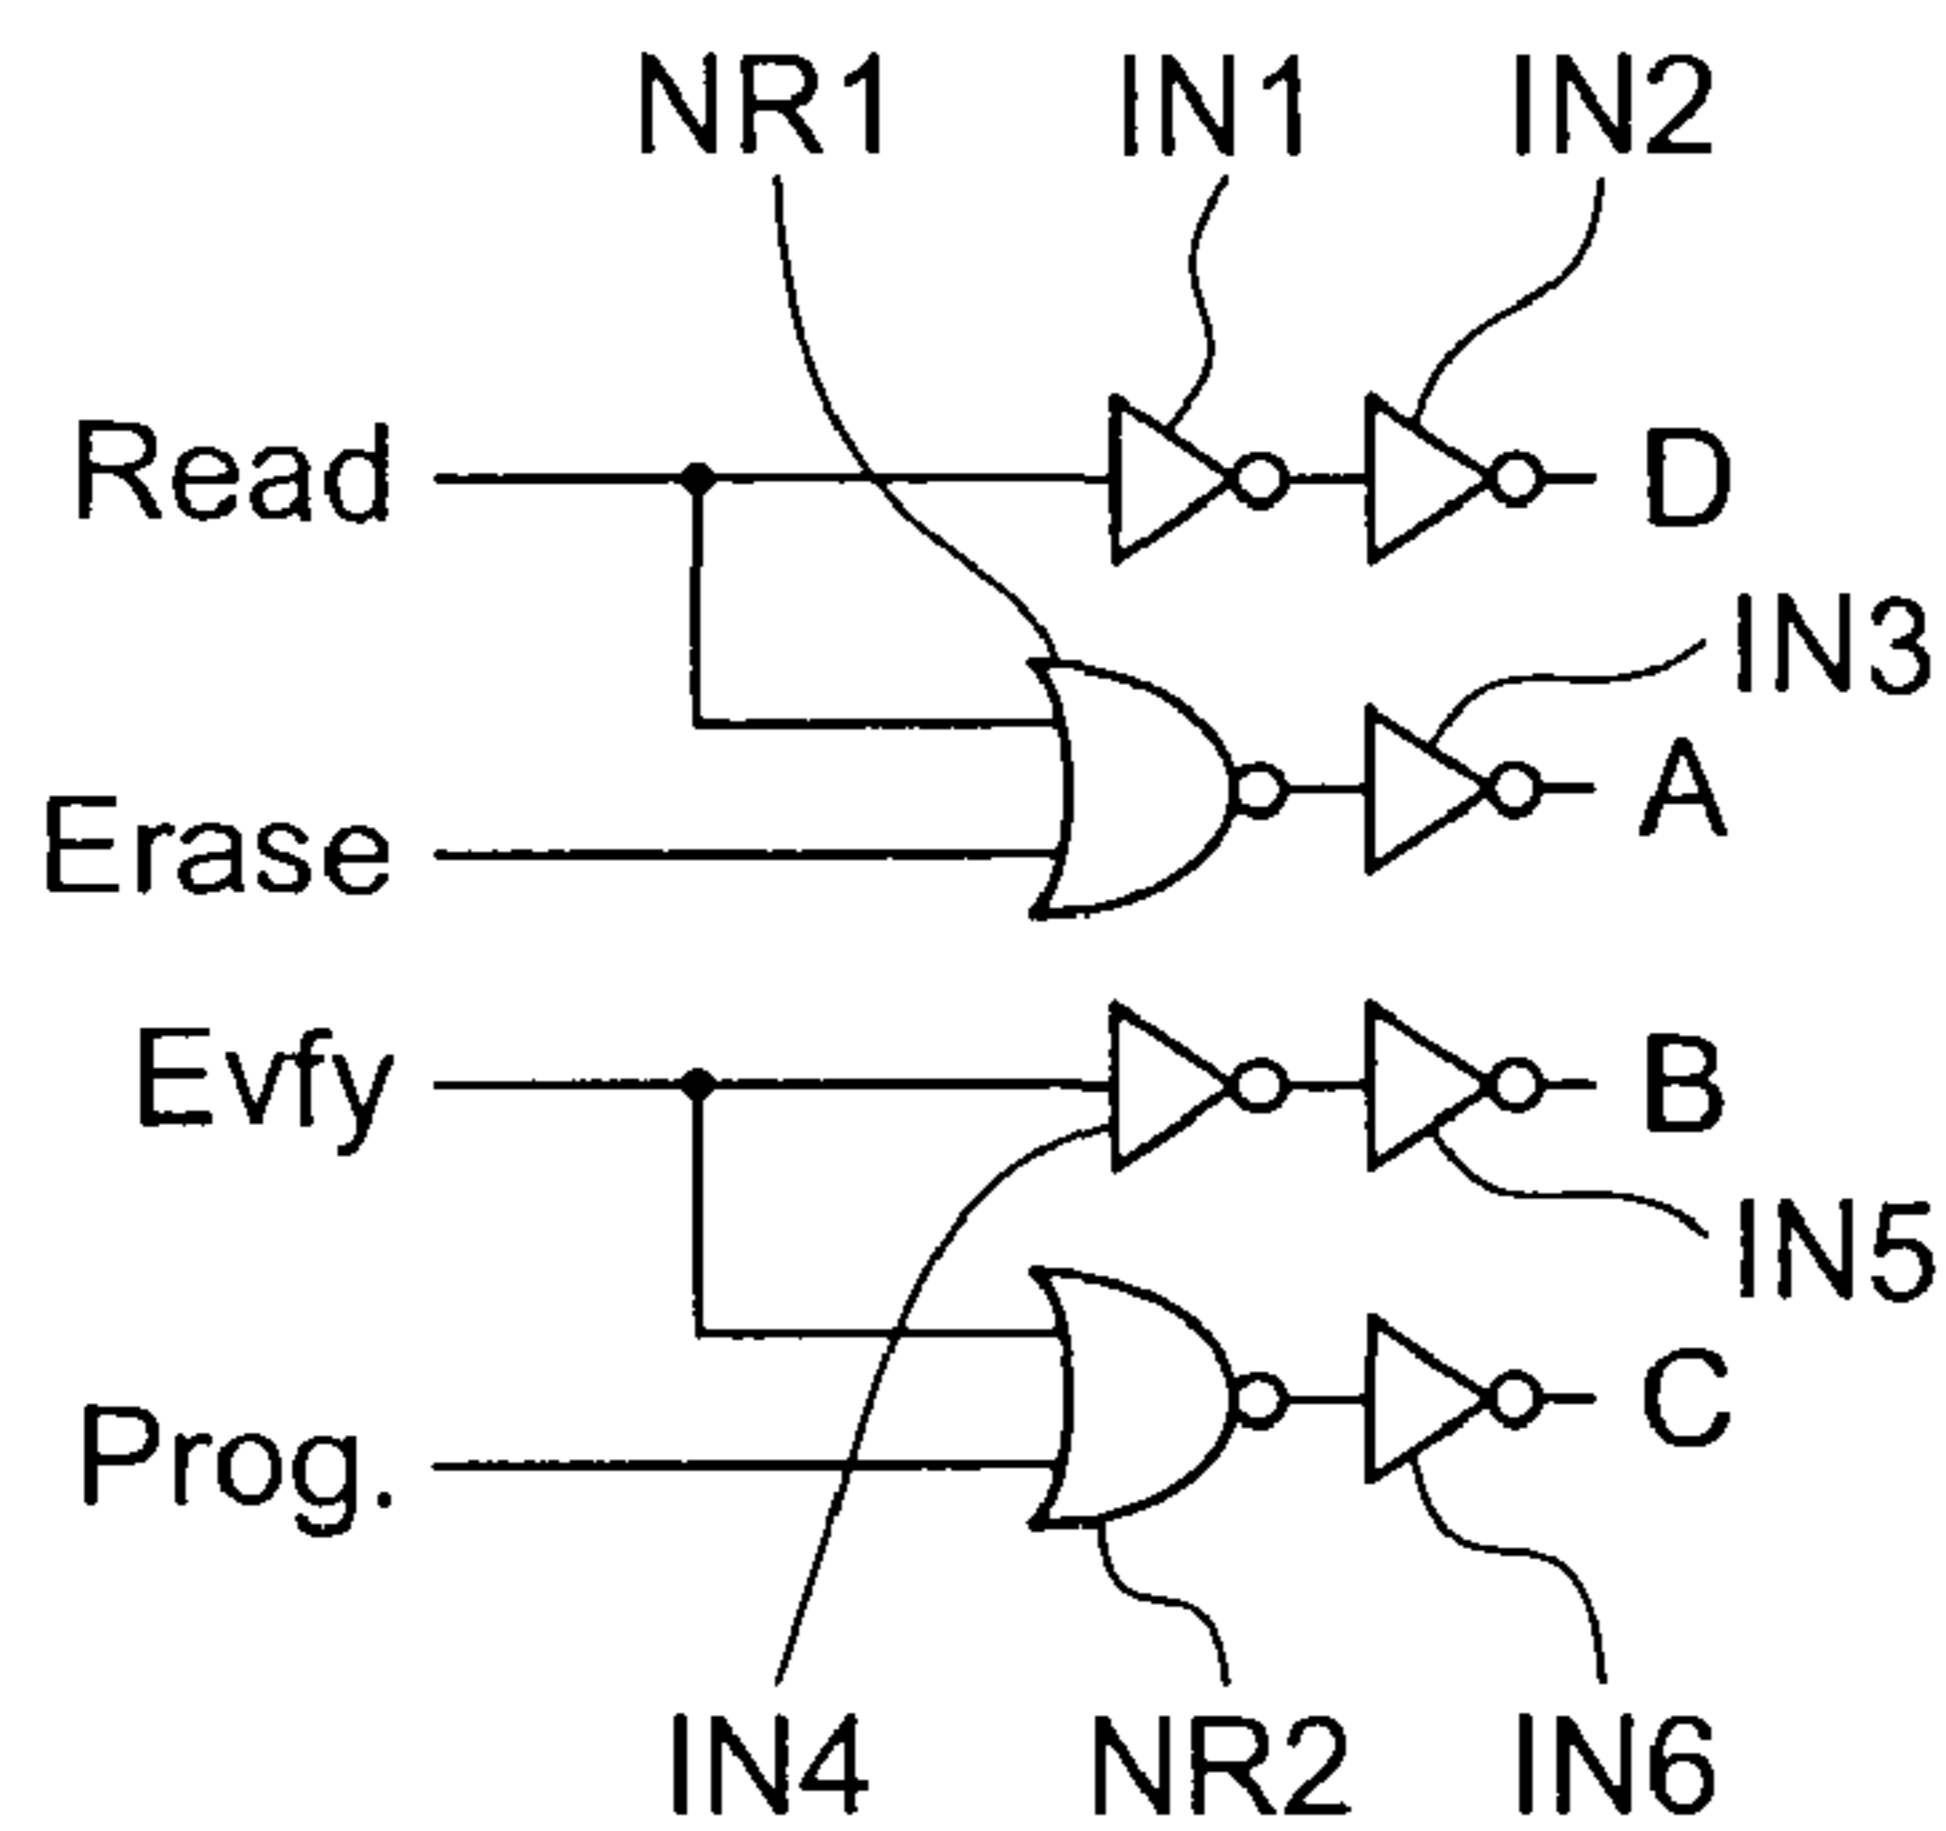 NR1 IN1 IN2
Read D
IN3
Erase A
Evfy B
IN5
Prog. C
IN4 NR2 IN6